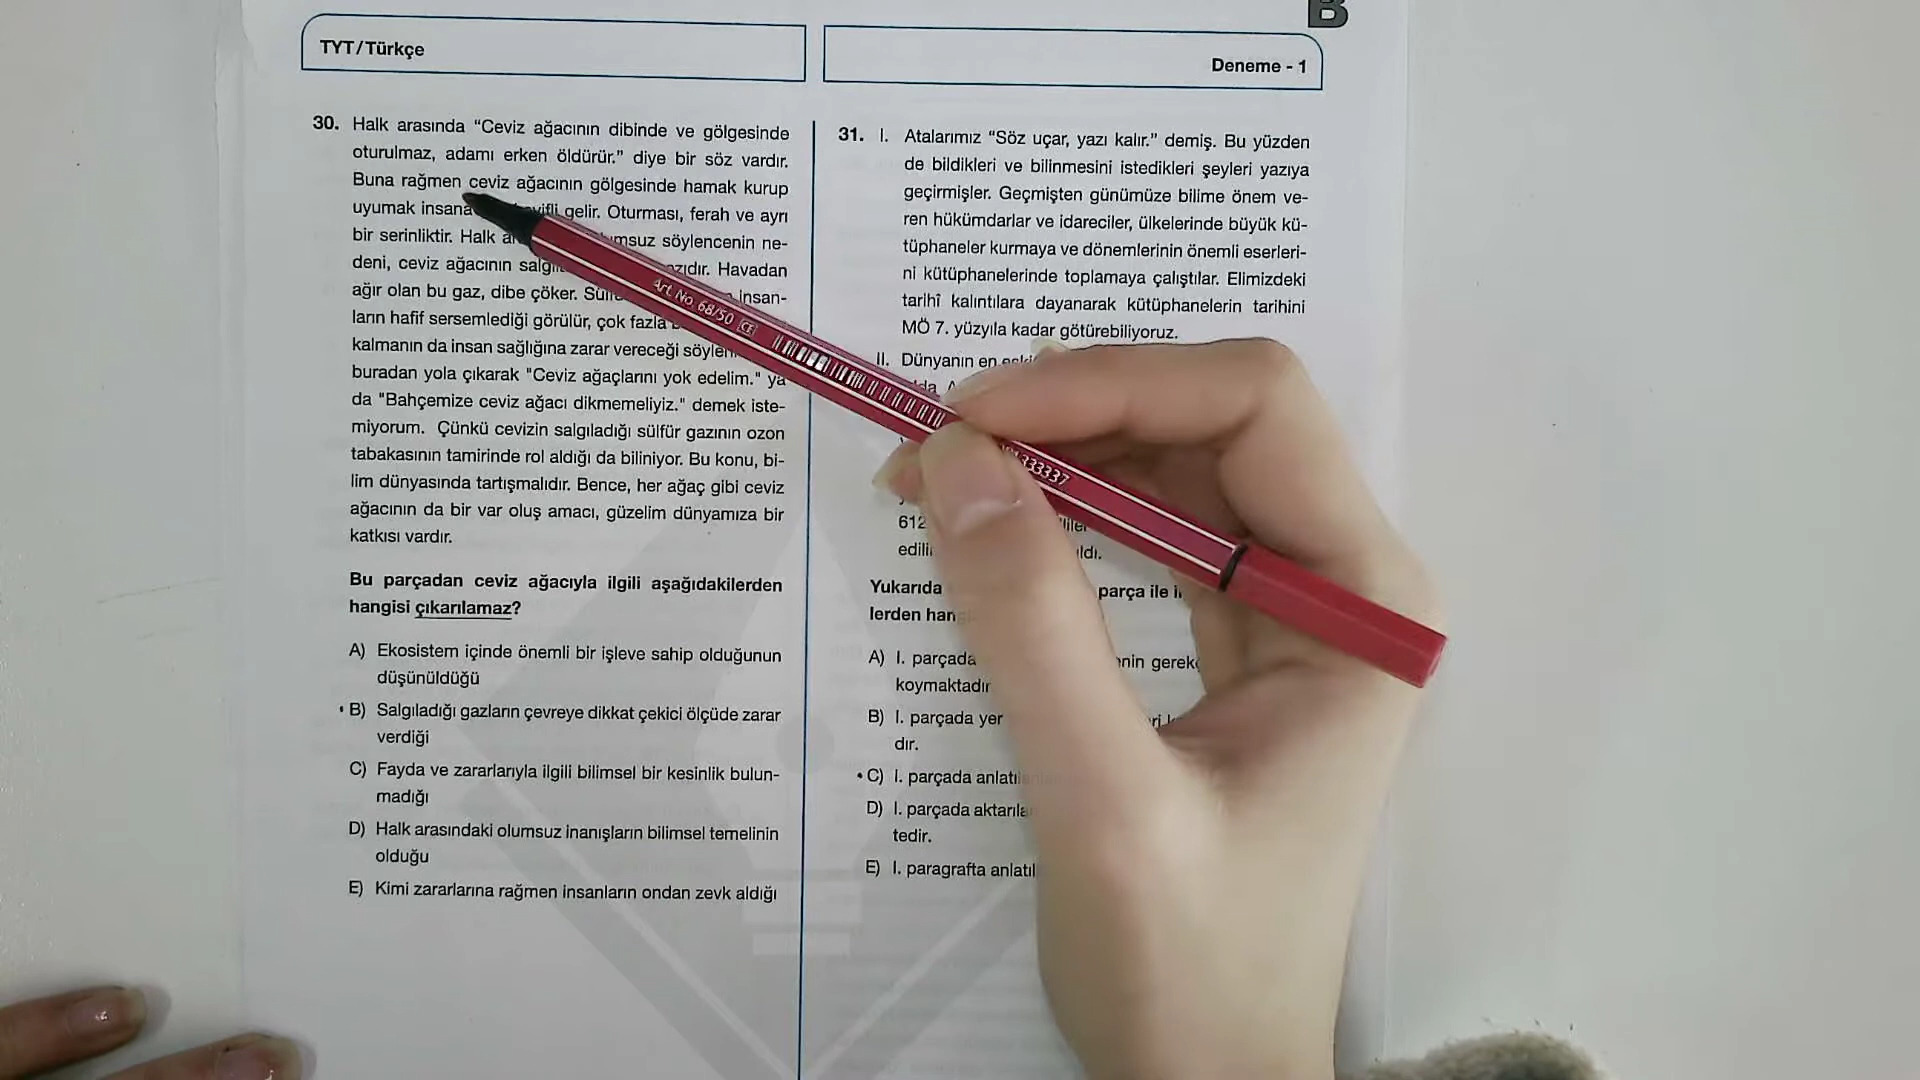 B
TYT/Türkçe
Deneme - 1
30. Halk arasında “Ceviz ağacının dibinde ve gölgesinde
oturulmaz, adamı erken öldürür.” diye bir söz vardır.
Buna rağmen ceviz ağacının gölgesinde hamak kurup
uyumak insana gelir. Oturması, ferah ve ayrı
bir serinliktir. Halk söylencenin ne-
deni, ceviz ağacının Havadan
ağır olan bu gaz, dibe çöker. insan-
ların hafif sersemlediği görülür, çok fazla
kalmanın da insan sağlığına zarar vereceği
buradan yola çıkarak "Ceviz ağaçlarını yok edelim." ya
da "Bahçemize ceviz ağacı dikmemeliyiz." demek iste-
miyorum. Çünkü cevizin salgıladığı sülfür gazının ozon
tabakasının tamirinde rol aldığı da biliniyor. Bu konu, bi-
lim dünyasında tartışmalıdır. Bence, her ağaç gibi ceviz
ağacının da bir var oluş amacı, güzelim dünyamıza bir
katkısı vardır.
Bu parçadan ceviz ağacıyla ilgili aşağıdakilerden
hangisi çıkarılamaz?
A) Ekosistem içinde önemli bir işleve sahip olduğunun
düşünüldüğü
B) Salgıladığı gazların çevreye dikkat çekici ölçüde zarar
verdiği
C) Fayda ve zararlarıyla ilgili bilimsel bir kesinlik bulun-
madığı
D) Halk arasındaki olumsuz inanışların bilimsel temelinin
olduğu
E) Kimi zararlarına rağmen insanların ondan zevk aldığı
31. I. Atalarımız “Söz uçar, yazı kalır.” demiş. Bu yüzden
de bildikleri ve bilinmesini istedikleri şeyleri yazıya
geçirmişler. Geçmişten günümüze bilime önem ve-
ren hükümdarlar ve idareciler, ülkelerinde büyük kü-
tüphaneler kurmaya ve dönemlerinin önemli eserleri-
ni kütüphanelerinde toplamaya çalıştılar. Elimizdeki
tarihî kalıntılara dayanarak kütüphanelerin tarihini
MÖ 7. yüzyıla kadar götürebiliyoruz.
II. Dünyanın en
612
Yukarıda parça ile
lerden
A) I. parçada
koymaktadır
B) I. parçada yer
dır.
C) I. parçada
D) I. parçada
tedir.
E) I. paragrafta
Art. No. 68/50 CE